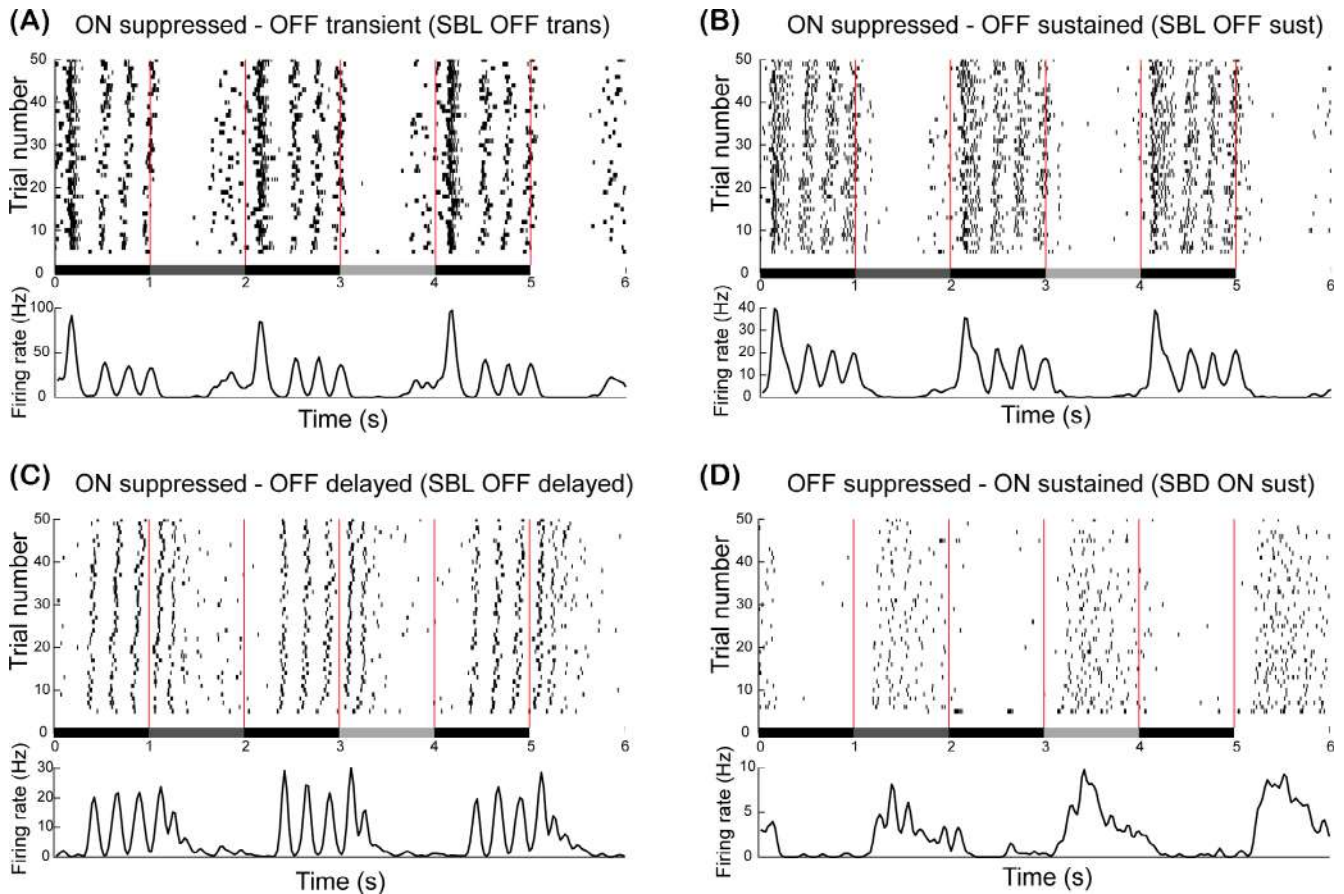 (A) ON suppressed - OFF transient (SBL OFF trans)
Trial number
50
40
30
20
10
0
0 1 2 3 4 5 6
Firing rate (Hz)
100
50
0
Time (s)
(B) ON suppressed - OFF sustained (SBL OFF sust)
Trial number
50
40
30
20
10
0
0 1 2 3 4 5 6
Firing rate (Hz)
40
30
20
10
0
Time (s)
(C) ON suppressed - OFF delayed (SBL OFF delayed)
Trial number
50
40
30
20
10
0
0 1 2 3 4 5 6
Firing rate (Hz)
30
20
10
0
Time (s)
(D) OFF suppressed - ON sustained (SBD ON sust)
Trial number
50
40
30
20
10
0
0 1 2 3 4 5 6
Firing rate (Hz)
10
5
0
Time (s)